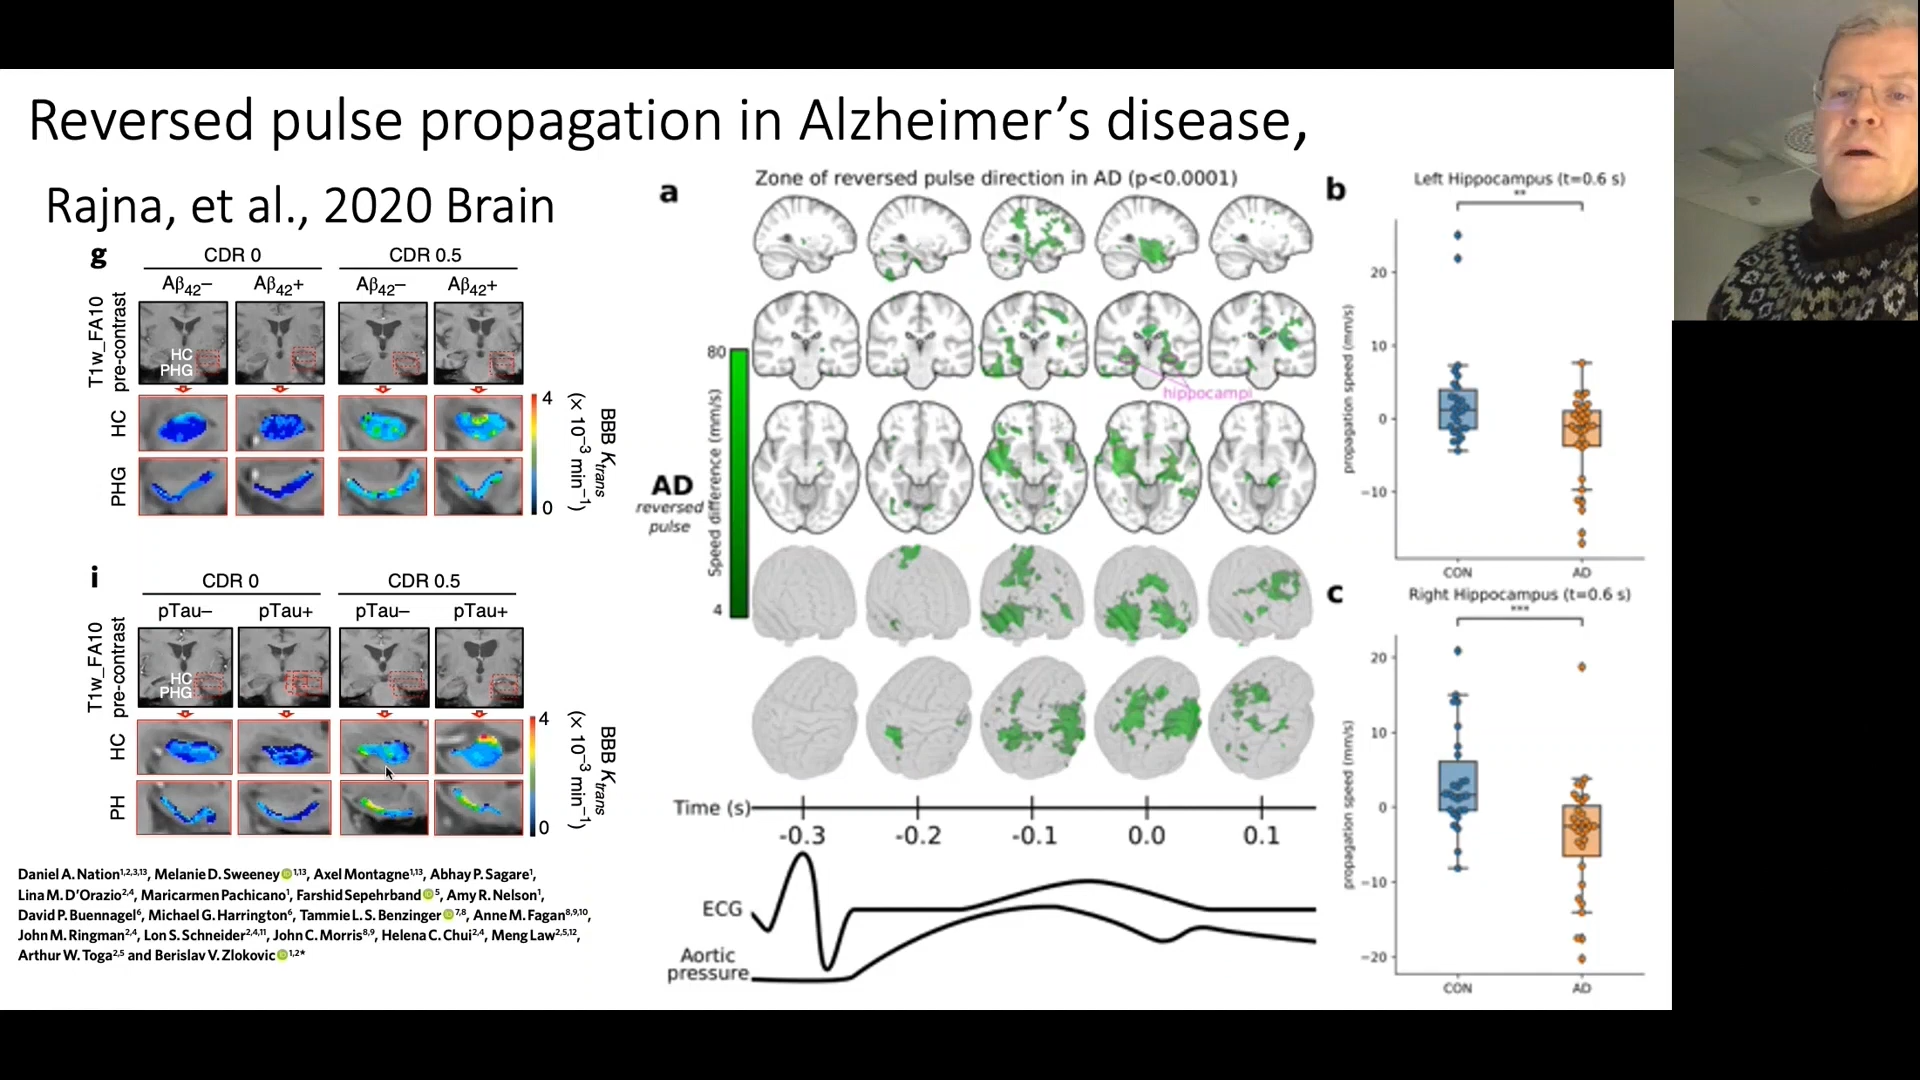 Reversed pulse propagation in Alzheimer's disease,
Rajna, et al., 2020 Brain
g
CDR 0
CDR 0.5
Aβ42–
Aβ42+
Aβ42–
Aβ42+
T1w_FA10
pre-contrast
HC
PHG
HC
PHG
4
0
BBB Ktrans
(× 10–3 min–1)
i
CDR 0
CDR 0.5
pTau–
pTau+
pTau–
pTau+
T1w_FA10
pre-contrast
HC
PHG
HC
PH
4
0
BBB Ktrans
(× 10–3 min–1)
Daniel A. Nation1,2,3,13, Melanie D. Sweeney 1,13, Axel Montagne1,13, Abhay P. Sagare1,
Lina M. D'Orazio2,4, Maricarmen Pachicano1, Farshid Sepehrband 5, Amy R. Nelson1,
David P. Buennagel6, Michael G. Harrington6, Tammie L. S. Benzinger 7,8, Anne M. Fagan8,9,10,
John M. Ringman2,4, Lon S. Schneider2,4,11, John C. Morris8,9, Helena C. Chui2,4, Meng Law2,5,12,
Arthur W. Toga2,5 and Berislav V. Zlokovic 1,2*
a
Zone of reversed pulse direction in AD (p<0.0001)
hippocampi
AD
reversed
pulse
80
Speed difference (mm/s)
4
Time (s)
-0.3
-0.2
-0.1
0.0
0.1
ECG
Aortic
pressure
b
Left Hippocampus (t=0.6 s)
**
propagation speed (mm/s)
20
10
0
−10
CON
AD
c
Right Hippocampus (t=0.6 s)
***
propagation speed (mm/s)
20
10
0
−10
−20
CON
AD